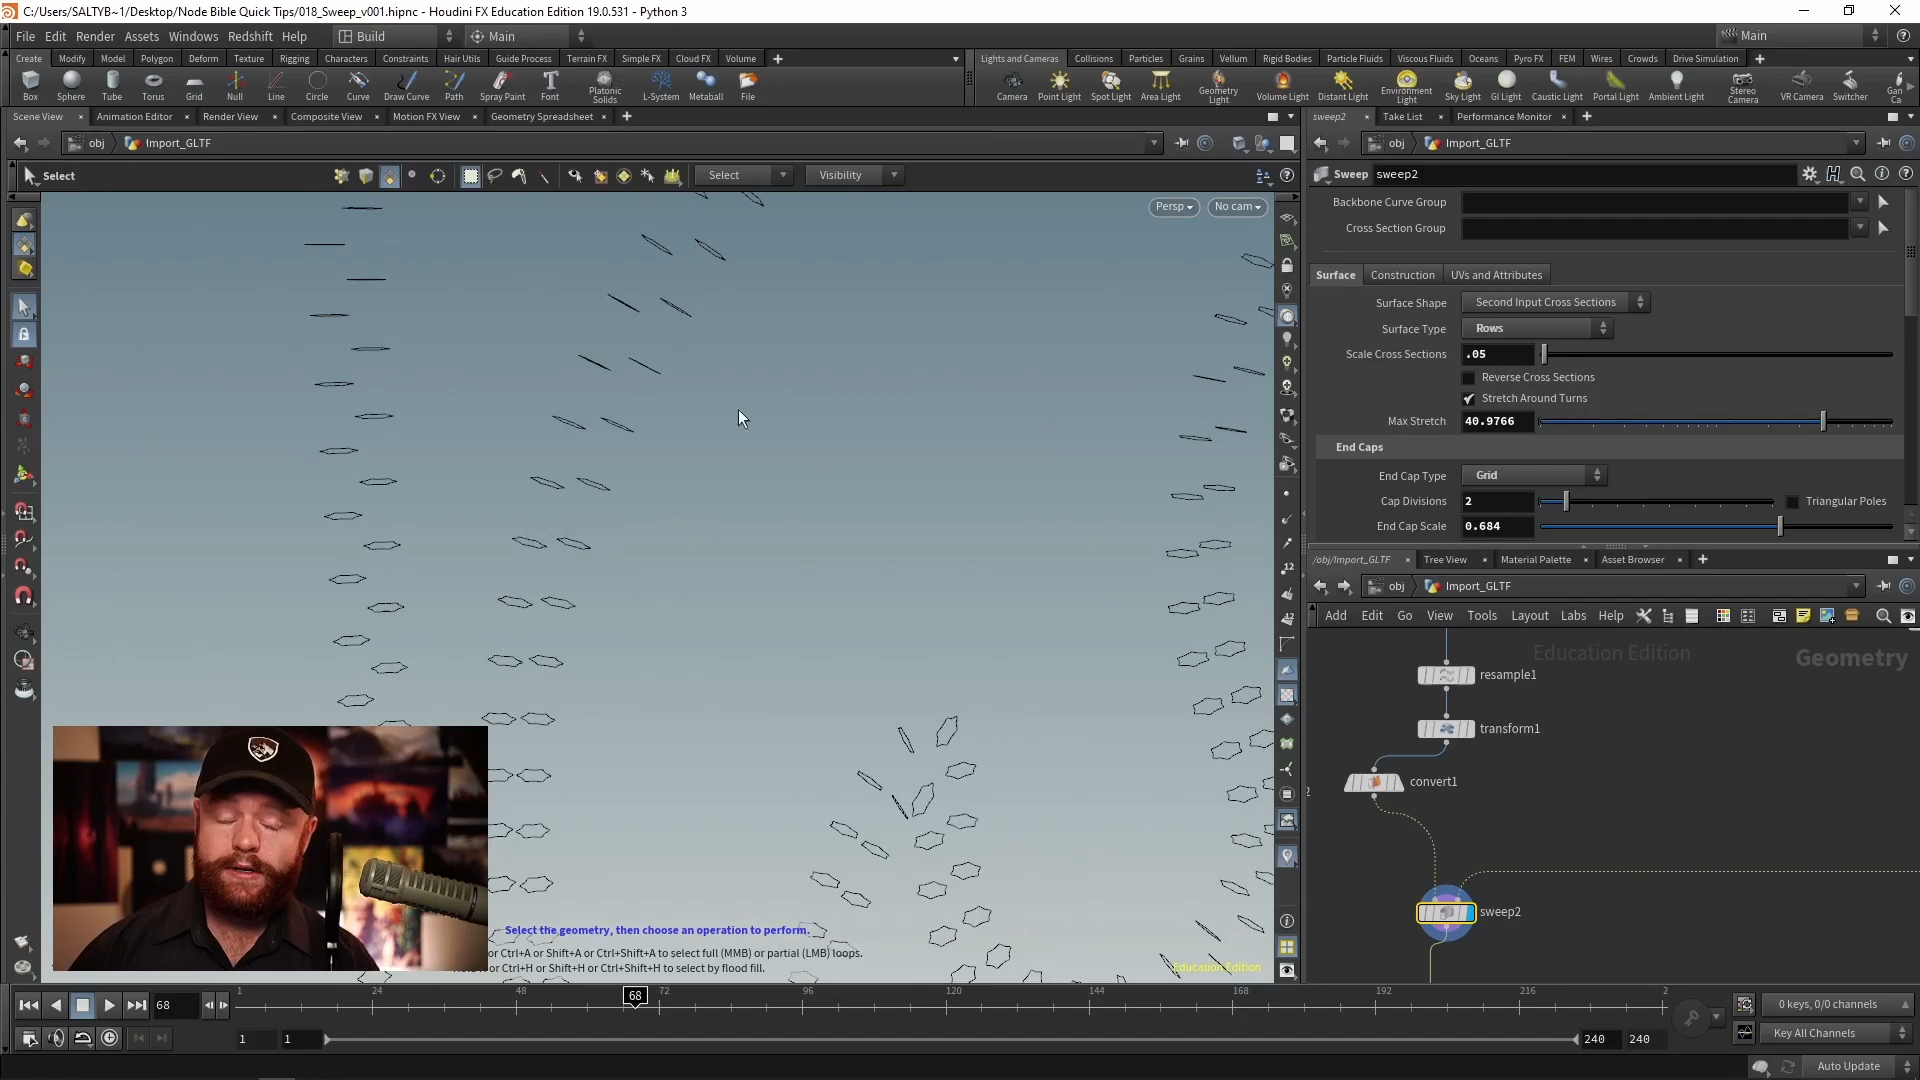 C:/Users/SALTYB~1/Desktop/Node Bible Quick Tips/018_Sweep_v001.hipnc - Houdini FX Education Edition 19.0.531 - Python 3
File Edit Render Assets Windows Redshift Help Build Main Main
Create Modify Model Polygon Deform Texture Rigging Characters Constraints Hair Utils Guide Process Terrain FX Simple FX Cloud FX Volume
Lights and Cameras Collisions Particles Grains Vellum Rigid Bodies Particle Fluids Viscous Fluids Oceans Pyro FX FEM Wires Crowds Drive Simulation
Box Sphere Tube Torus Grid Null Line Circle Curve Draw Curve Path Spray Paint Font Platonic Solids L-System Metaball File
Camera Point Light Spot Light Area Light Geometry Light Volume Light Distant Light Environment Light Sky Light GI Light Caustic Light Portal Light Ambient Light Stereo Camera VR Camera Switcher Gan Ca
Scene View Animation Editor Render View Composite View Motion FX View Geometry Spreadsheet
sweep2 Take List Performance Monitor
obj Import_GLTF
obj Import_GLTF
Select Select Visibility
Sweep sweep2
Persp No cam
Backbone Curve Group
Cross Section Group
Surface Construction UVs and Attributes
Surface Shape Second Input Cross Sections
Surface Type Rows
Scale Cross Sections .05
Reverse Cross Sections
Stretch Around Turns
Max Stretch 40.9766
End Caps
End Cap Type Grid
Cap Divisions 2 Triangular Poles
End Cap Scale 0.684
/obj/Import_GLTF Tree View Material Palette Asset Browser
obj Import_GLTF
Add Edit Go View Tools Layout Labs Help
Education Edition
Geometry
resample1
transform1
convert1
2
sweep2
12
12
Select the geometry, then choose an operation to perform.
or Ctrl+A or Shift+A or Ctrl+Shift+A to select full (MMB) or partial (LMB) loops.
or Ctrl+H or Shift+H or Ctrl+Shift+H to select by flood fill.
Education Edition
68
1 24 48 68 72 96 120 144 168 192 216 2
0 keys, 0/0 channels
1 1 240 240
Key All Channels
Auto Update